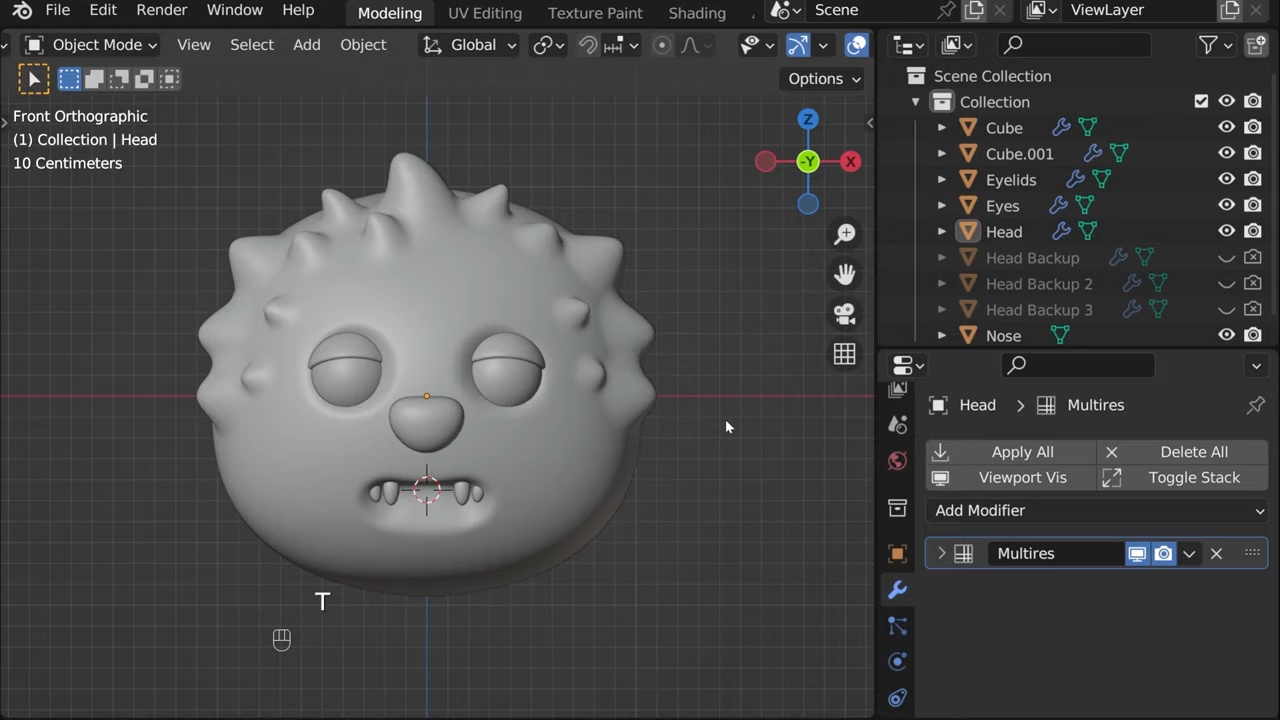 File Edit Render Window Help Modeling UV Editing Texture Paint Shading Scene ViewLayer
Object Mode View Select Add Object Global
Options
Front Orthographic
(1) Collection | Head
10 Centimeters
Z
-Y
X
T
Scene Collection
Collection
Cube
Cube.001
Eyelids
Eyes
Head
Head Backup
Head Backup 2
Head Backup 3
Nose
Head Multires
Apply All Delete All
Viewport Vis Toggle Stack
Add Modifier
Multires